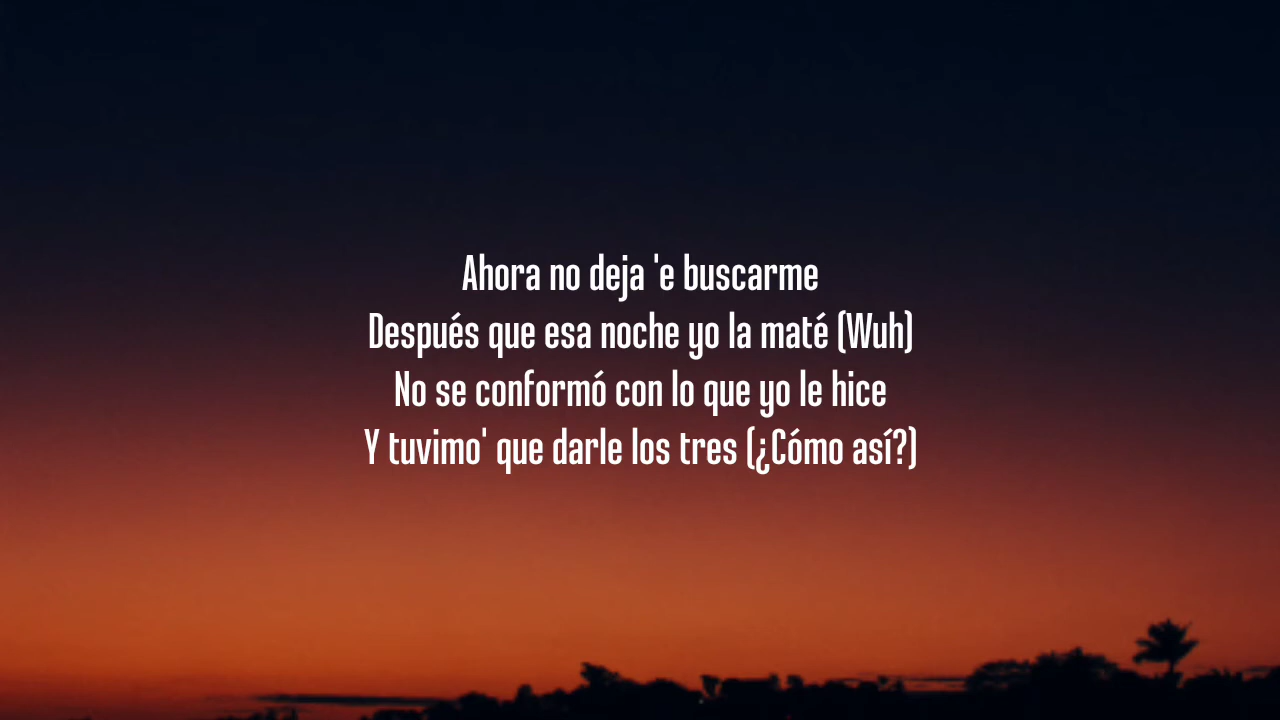 Ahora no deja 'e buscarme
Después que esa noche yo la maté (Wuh)
No se conformó con lo que yo le hice
Y tuvimo' que darle los tres (¿Cómo así?)